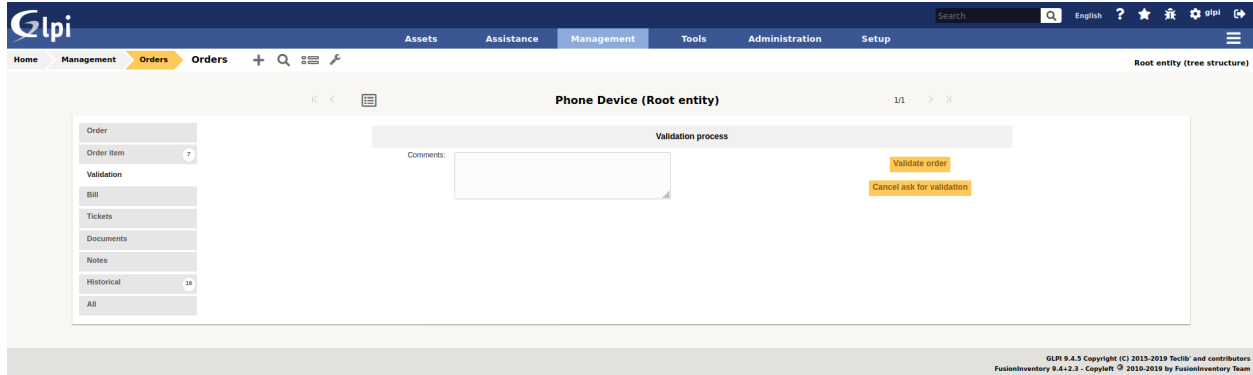 Glpi
Search English ? glpi
Assets Assistance Management Tools Administration Setup
Home Management Orders Orders
Root entity (tree structure)
Phone Device (Root entity) 1/1
Order
Order item 7
Validation
Bill
Tickets
Documents
Notes
Historical 16
All
Validation process
Comments:
Validate order
Cancel ask for validation
GLPI 9.4.5 Copyright (C) 2015-2019 Teclib' and contributors
FusionInventory 9.4+2.3 - Copyleft 🄯 2010-2019 by FusionInventory Team